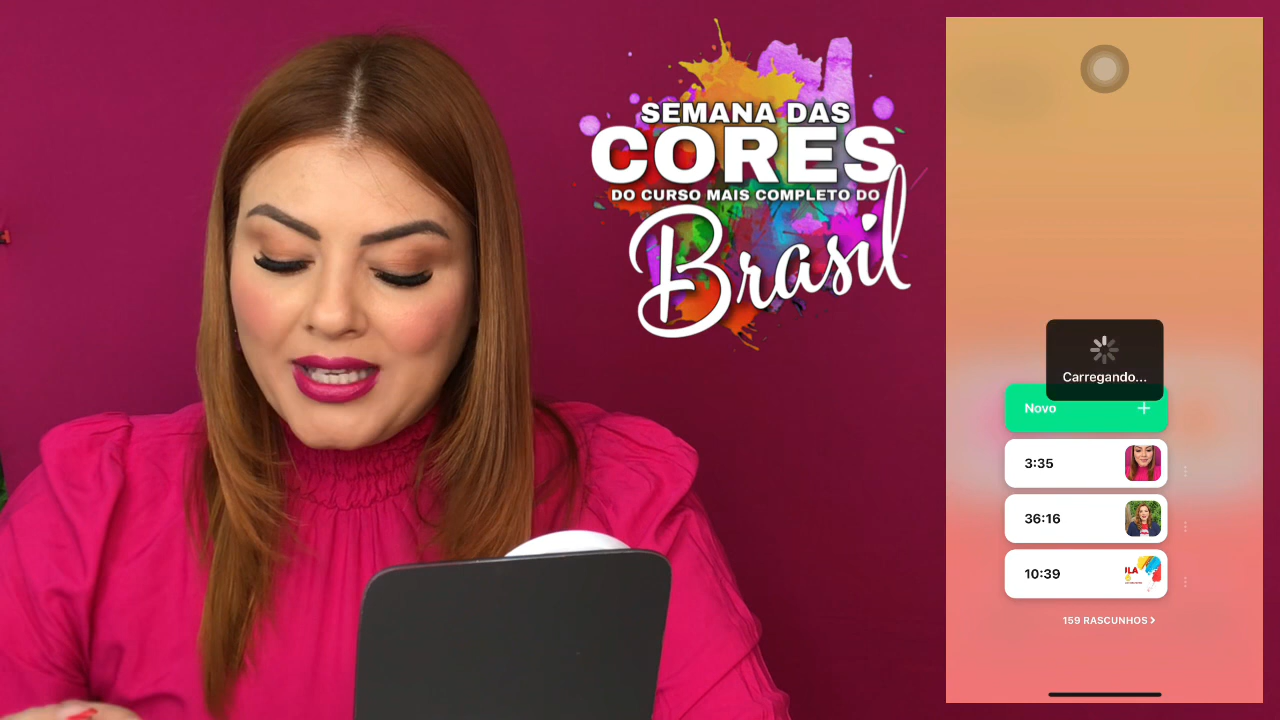 SEMANA DAS
CORES
DO CURSO MAIS COMPLETO DO
Brasil
Carregando...
Novo
3:35
36:16
10:39
159 RASCUNHOS